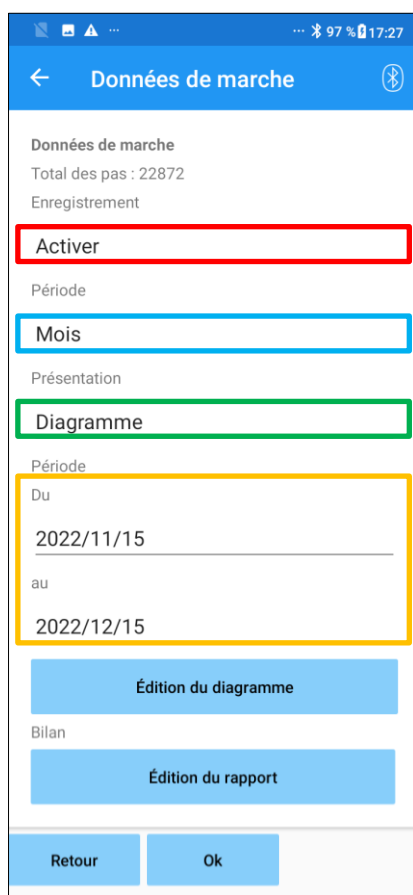 ... ... 97 % 17:27
Données de marche
Données de marche
Total des pas : 22872
Enregistrement
Activer
Période
Mois
Présentation
Diagramme
Période
Du
2022/11/15
au
2022/12/15
Édition du diagramme
Bilan
Édition du rapport
Retour Ok